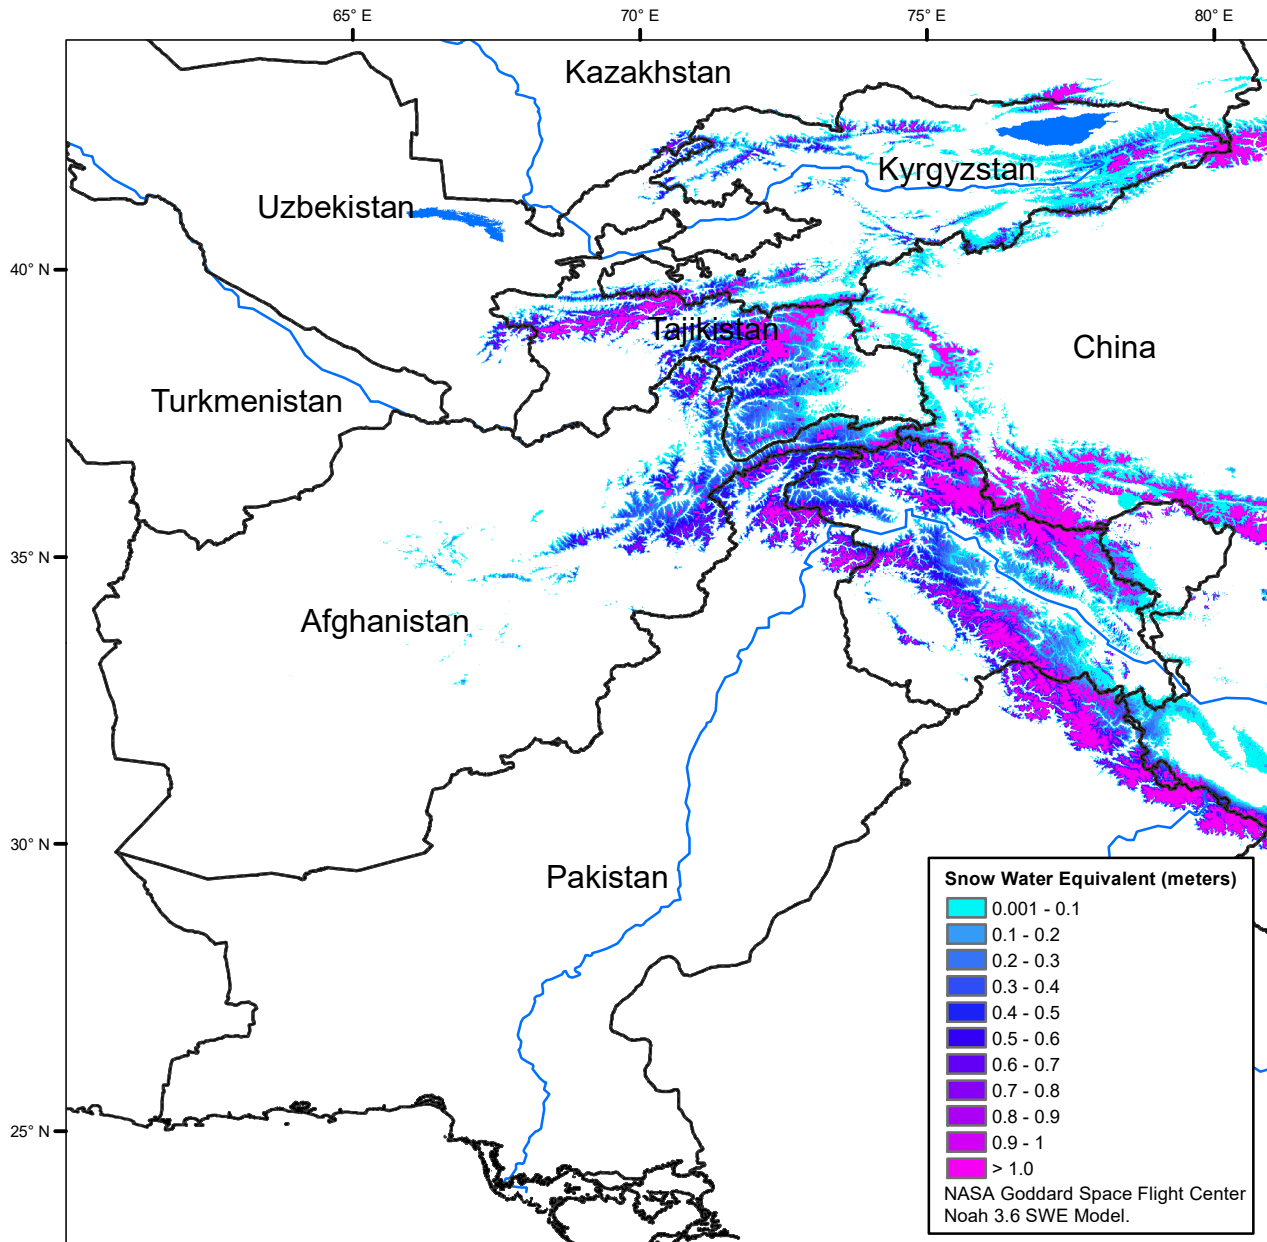 65° E
70° E
75° E
80° E
Kazakhstan
Kyrgyzstan
Uzbekistan
40° N
Tajikistan
China
Turkmenistan
35° N
Afghanistan
30° N
Pakistan
25° N
Snow Water Equivalent (meters)
0.001 - 0.1
0.1 - 0.2
0.2 - 0.3
0.3 - 0.4
0.4 - 0.5
0.5 - 0.6
0.6 - 0.7
0.7 - 0.8
0.8 - 0.9
0.9 - 1
> 1.0
NASA Goddard Space Flight Center
Noah 3.6 SWE Model.